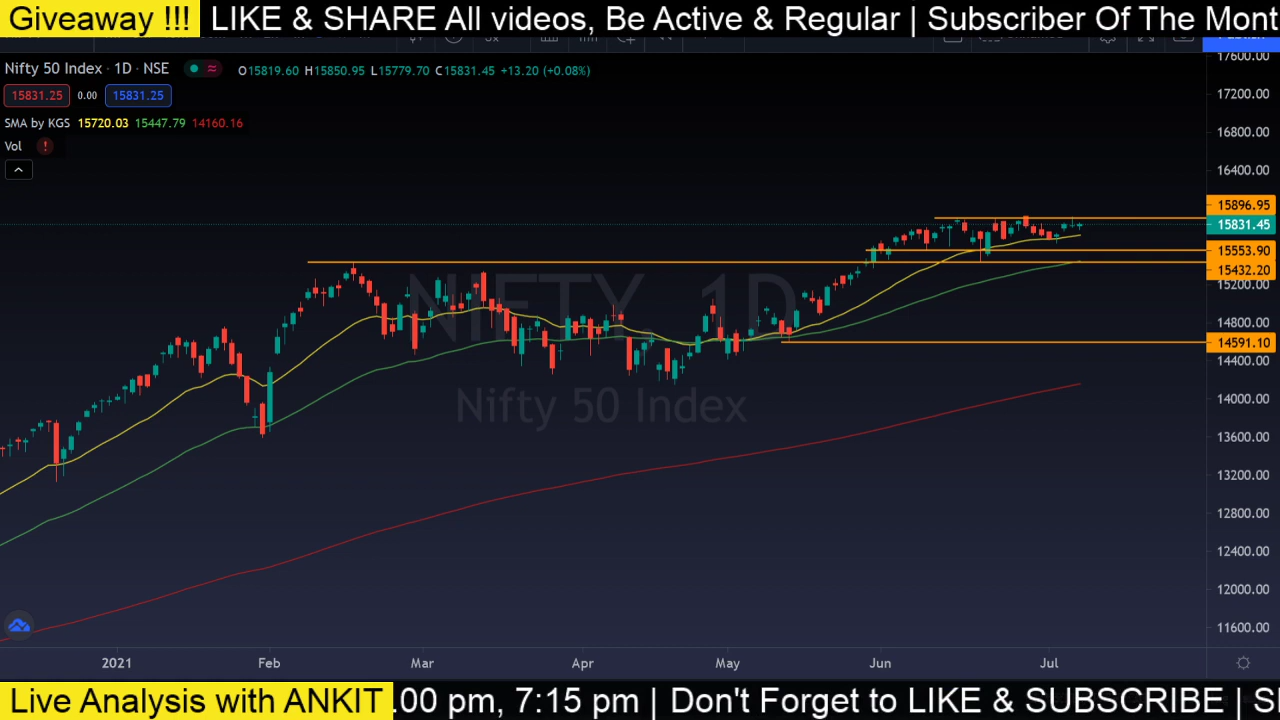 Giveaway !!! LIKE & SHARE All videos, Be Active & Regular | Subscriber Of The Mont
Nifty 50 Index · 1D · NSE O15819.60 H15850.95 L15779.70 C15831.45 +13.20 (+0.08%)
15831.25 0.00 15831.25
SMA by KGS 15720.03 15447.79 14160.16
Vol
17600.00
17200.00
16800.00
16400.00
15896.95
15831.45
15553.90
15432.20
15200.00
14800.00
14591.10
14400.00
14000.00
13600.00
13200.00
12800.00
12400.00
12000.00
11600.00
NIFTY, 1D
Nifty 50 Index
2021 Feb Mar Apr May Jun Jul
Live Analysis with ANKIT .00 pm, 7:15 pm | Don't Forget to LIKE & SUBSCRIBE |